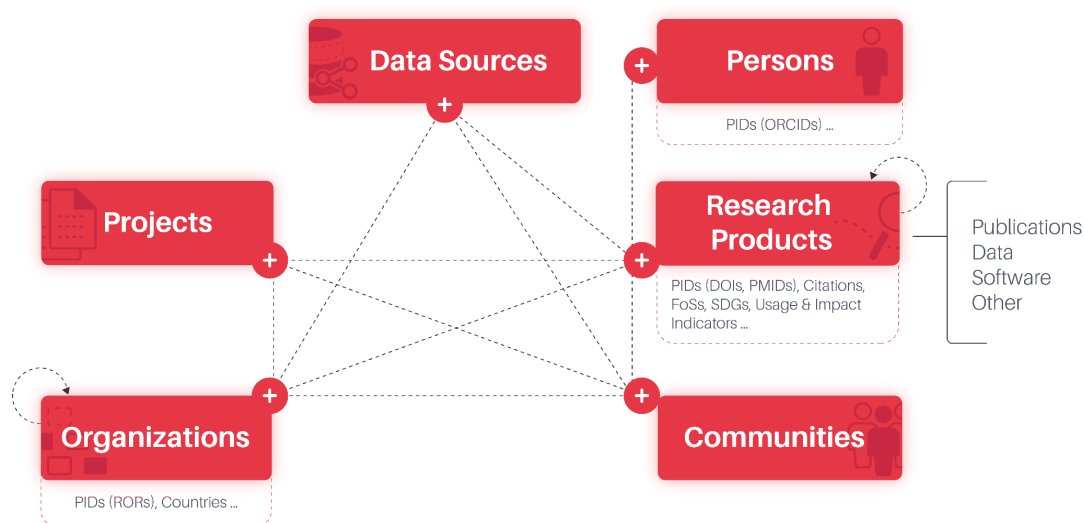 Data Sources
Persons
PIDs (ORCIDs) ...
Projects
Research
Products
PIDs (DOIs, PMIDs), Citations,
FoSs, SDGs, Usage & Impact
Indicators ...
Publications
Data
Software
Other
Organizations
PIDs (RORs), Countries ...
Communities